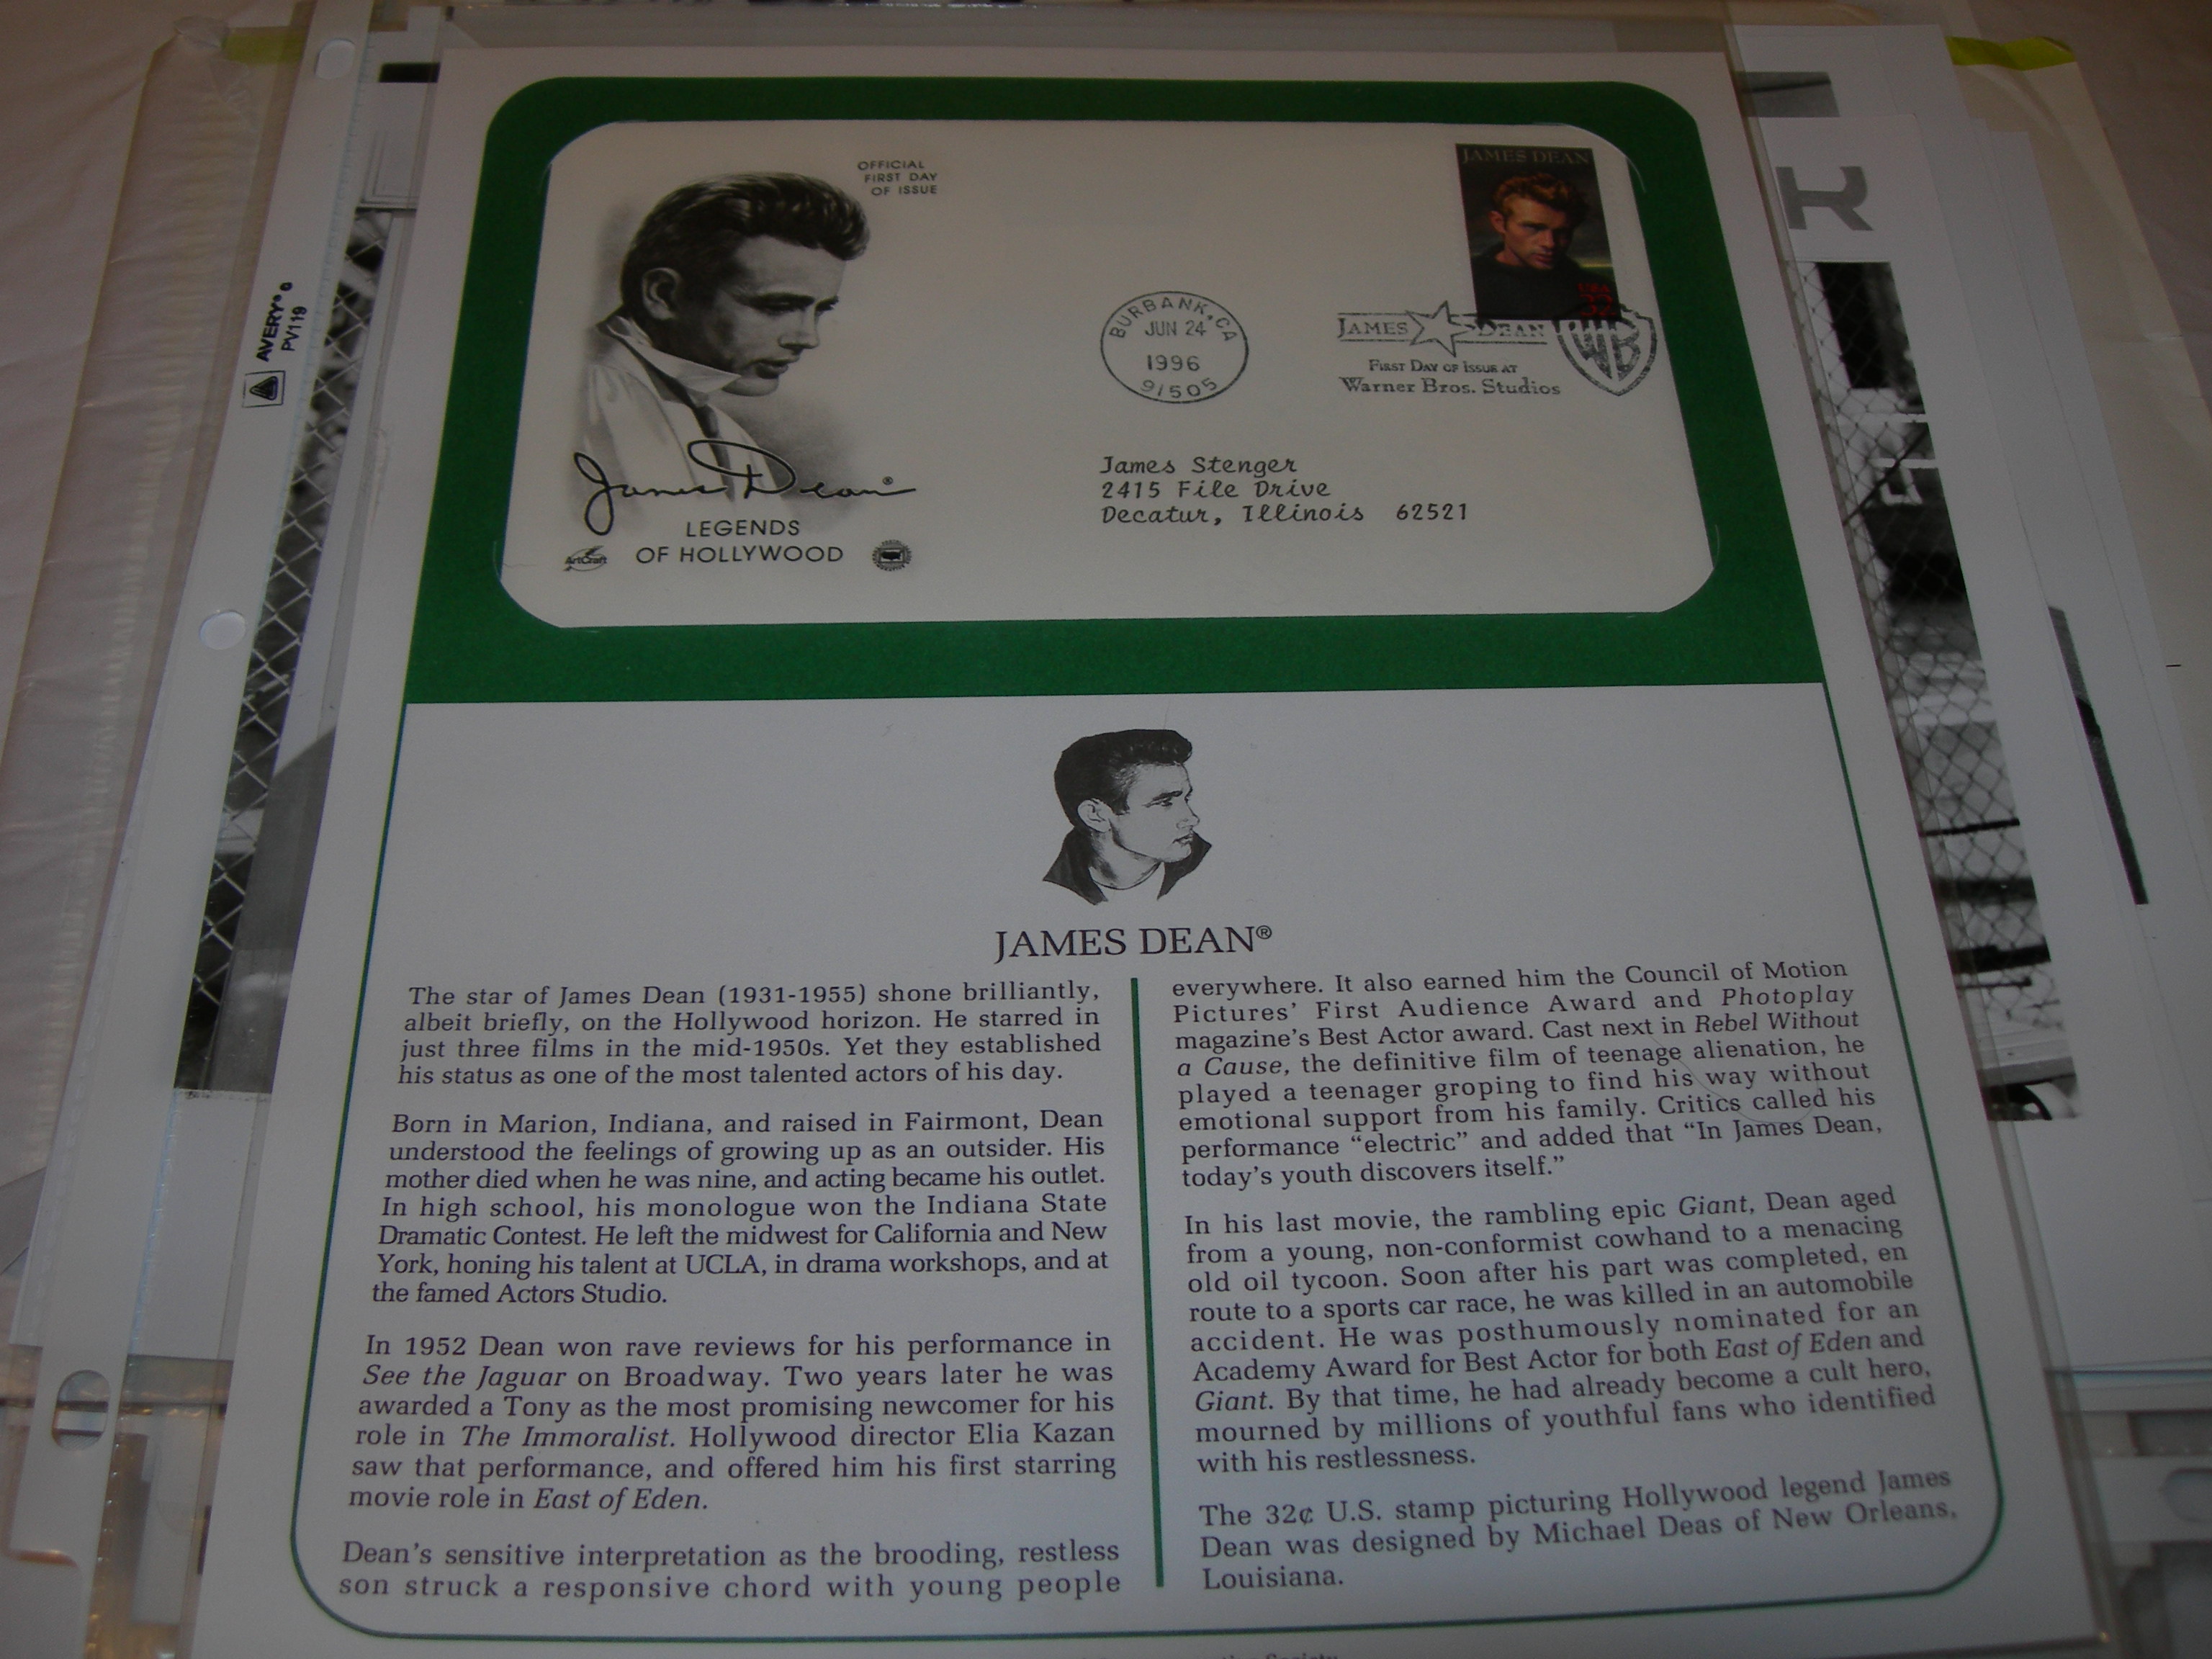 OFFICIAL
FIRST DAY
OF ISSUE
JAMES DEAN
USA
32
BURBANK, CA
JUN 24
1996
91505
JAMES DEAN
FIRST DAY OF ISSUE AT
Warner Bros. Studios
WB
James Dean®
LEGENDS
OF HOLLYWOOD
ArtCraft
James Stenger
2415 File Drive
Decatur, Illinois 62521
AVERY®
PV119
R
JAMES DEAN®
The star of James Dean (1931-1955) shone brilliantly,
albeit briefly, on the Hollywood horizon. He starred in
just three films in the mid-1950s. Yet they established
his status as one of the most talented actors of his day.
Born in Marion, Indiana, and raised in Fairmont, Dean
understood the feelings of growing up as an outsider. His
mother died when he was nine, and acting became his outlet.
In high school, his monologue won the Indiana State
Dramatic Contest. He left the midwest for California and New
York, honing his talent at UCLA, in drama workshops, and at
the famed Actors Studio.
In 1952 Dean won rave reviews for his performance in
See the Jaguar on Broadway. Two years later he was
awarded a Tony as the most promising newcomer for his
role in The Immoralist. Hollywood director Elia Kazan
saw that performance, and offered him his first starring
movie role in East of Eden.
Dean's sensitive interpretation as the brooding, restless
son struck a responsive chord with young people
everywhere. It also earned him the Council of Motion
Pictures' First Audience Award and Photoplay
magazine's Best Actor award. Cast next in Rebel Without
a Cause, the definitive film of teenage alienation, he
played a teenager groping to find his way without
emotional support from his family. Critics called his
performance "electric" and added that "In James Dean,
today's youth discovers itself."
In his last movie, the rambling epic Giant, Dean aged
from a young, non-conformist cowhand to a menacing
old oil tycoon. Soon after his part was completed, en
route to a sports car race, he was killed in an automobile
accident. He was posthumously nominated for an
Academy Award for Best Actor for both East of Eden and
Giant. By that time, he had already become a cult hero,
mourned by millions of youthful fans who identified
with his restlessness.
The 32¢ U.S. stamp picturing Hollywood legend James
Dean was designed by Michael Deas of New Orleans,
Louisiana.